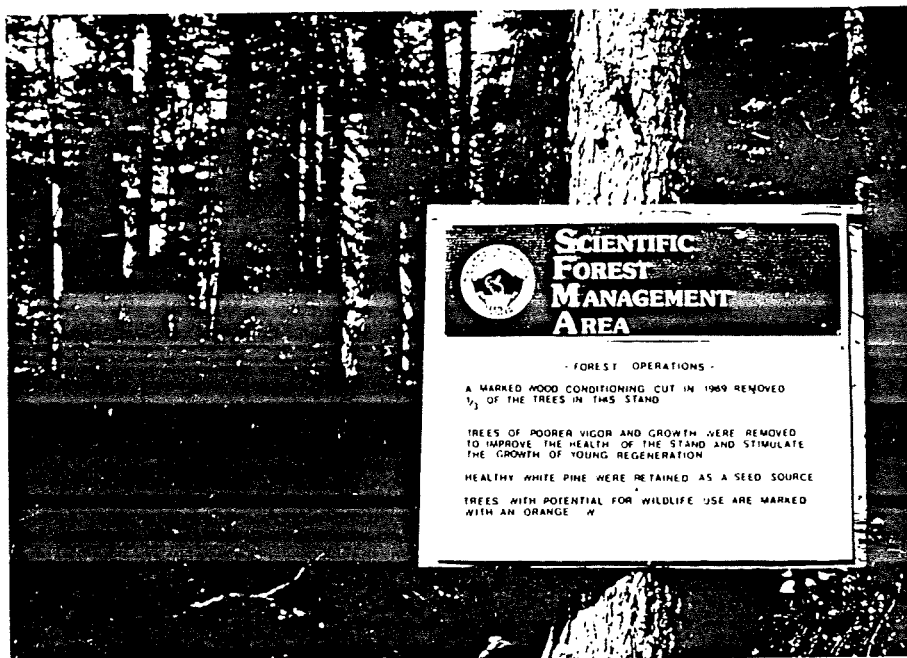 SCIENTIFIC
FOREST
MANAGEMENT
AREA
- FOREST OPERATIONS -
A MARKED WOOD CONDITIONING CUT IN 1989 REMOVED
1/3 OF THE TREES IN THIS STAND
TREES OF POORER VIGOR AND GROWTH WERE REMOVED
TO IMPROVE THE HEALTH OF THE STAND AND STIMULATE
THE GROWTH OF YOUNG REGENERATION
HEALTHY WHITE PINE WERE RETAINED AS A SEED SOURCE
TREES WITH POTENTIAL FOR WILDLIFE USE ARE MARKED
WITH AN ORANGE W